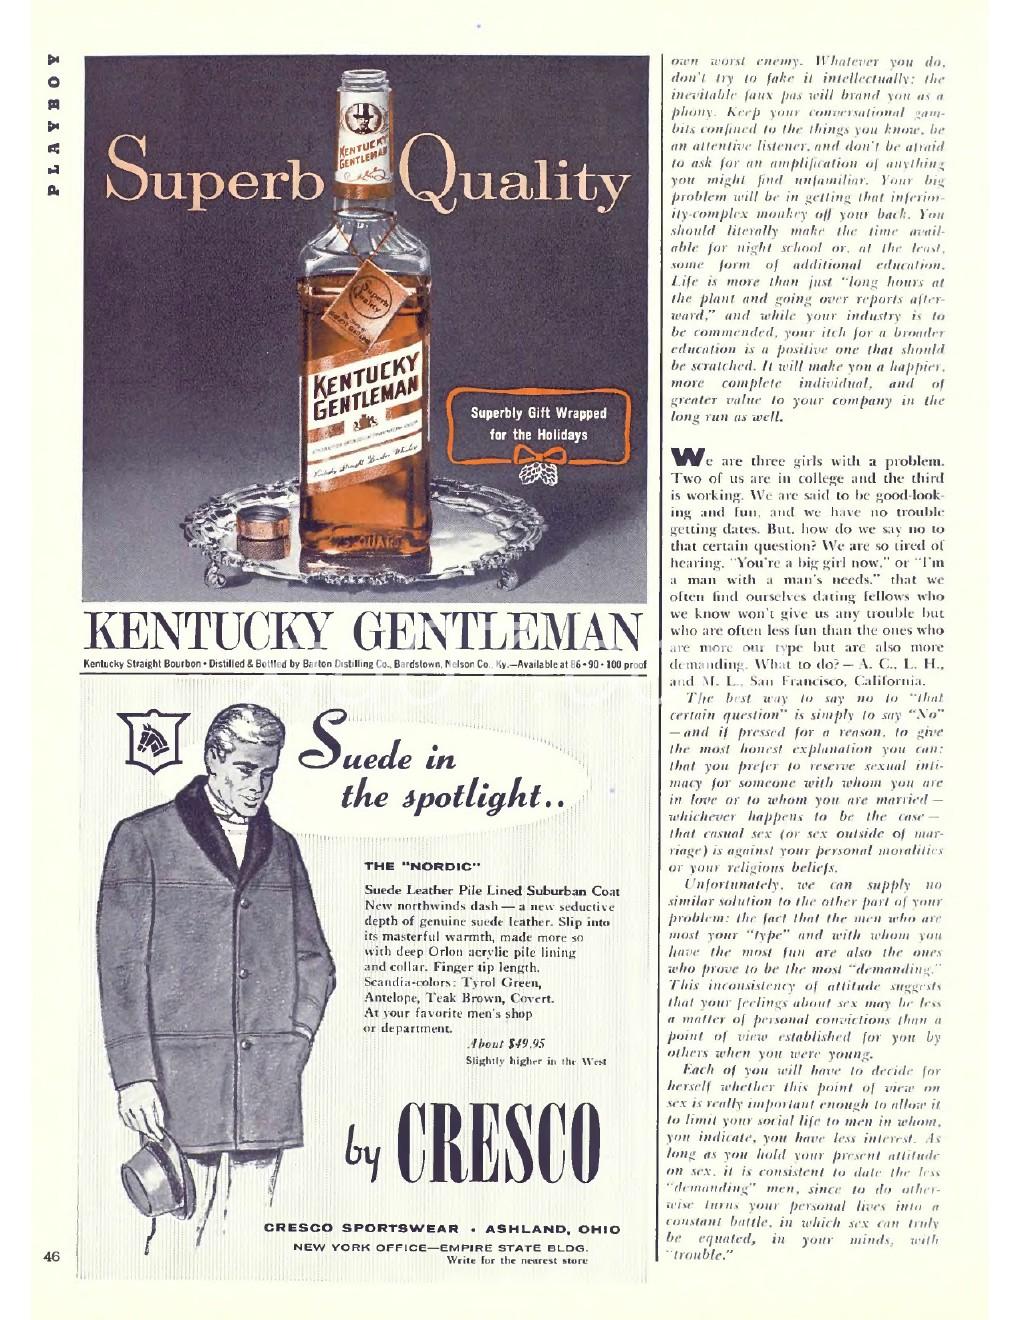 PLAYBOY
Superb Quality
KENTUCKY
GENTLEMAN
Superb
Quality
KENTUCKY
GENTLEMAN
Kentucky Straight Bourbon Whiskey
Superbly Gift Wrapped
for the Holidays
4/5 QUART
KENTUCKY GENTLEMAN
Kentucky Straight Bourbon • Distilled & Bottled by Barton Distilling Co., Bardstown, Nelson Co., Ky.—Available at 86 • 90 • 100 proof
Suede in
the spotlight..
THE "NORDIC"
Suede Leather Pile Lined Suburban Coat
New northwinds dash — a new seductive
depth of genuine suede leather. Slip into
its masterful warmth, made more so
with deep Orlon acrylic pile lining
and collar. Finger tip length.
Scandia-colors: Tyrol Green,
Antelope, Teak Brown, Covert.
At your favorite men's shop
or department.
About $49.95
Slightly higher in the West
by CRESCO
CRESCO SPORTSWEAR • ASHLAND, OHIO
NEW YORK OFFICE—EMPIRE STATE BLDG.
Write for the nearest store
46
own worst enemy. Whatever you do,
don't try to fake it intellectually; the
inevitable faux pas will brand you as a
phony. Keep your conversational gam-
bits confined to the things you know, be
an attentive listener, and don't be afraid
to ask for an amplification of anything
you might find unfamiliar. Your big
problem will be in getting that inferior-
ity-complex monkey off your back. You
should literally make the time avail-
able for night school or, at the least,
some form of additional education.
Life is more than just "long hours at
the plant and going over reports after-
ward," and while your industry is to
be commended, your itch for a broader
education is a positive one that should
be scratched. It will make you a happier,
more complete individual, and of
greater value to your company in the
long run as well.
We are three girls with a problem.
Two of us are in college and the third
is working. We are said to be good-look-
ing and fun, and we have no trouble
getting dates. But, how do we say no to
that certain question? We are so tired of
hearing, "You're a big girl now," or "I'm
a man with a man's needs," that we
often find ourselves dating fellows who
we know won't give us any trouble but
who are often less fun than the ones who
are more our type but are also more
demanding. What to do? — A. C., L. H.,
and M. L., San Francisco, California.
The best way to say no to "that
certain question" is simply to say "No"
— and if pressed for a reason, to give
the most honest explanation you can:
that you prefer to reserve sexual inti-
macy for someone with whom you are
in love or to whom you are married —
whichever happens to be the case —
that casual sex (or sex outside of mar-
riage) is against your personal moralities
or your religious beliefs.
Unfortunately, we can supply no
similar solution to the other part of your
problem: the fact that the men who are
most your "type" and with whom you
have the most fun are also the ones
who prove to be the most "demanding."
This inconsistency of attitude suggests
that your feelings about sex may be less
a matter of personal convictions than a
point of view established for you by
others when you were young.
Each of you will have to decide for
herself whether this point of view on
sex is really important enough to allow it
to limit your social life to men in whom,
you indicate, you have less interest. As
long as you hold your present attitude
on sex, it is consistent to date the less
"demanding" men, since to do other-
wise turns your personal lives into a
constant battle, in which sex can truly
be equated, in your minds, with
"trouble."